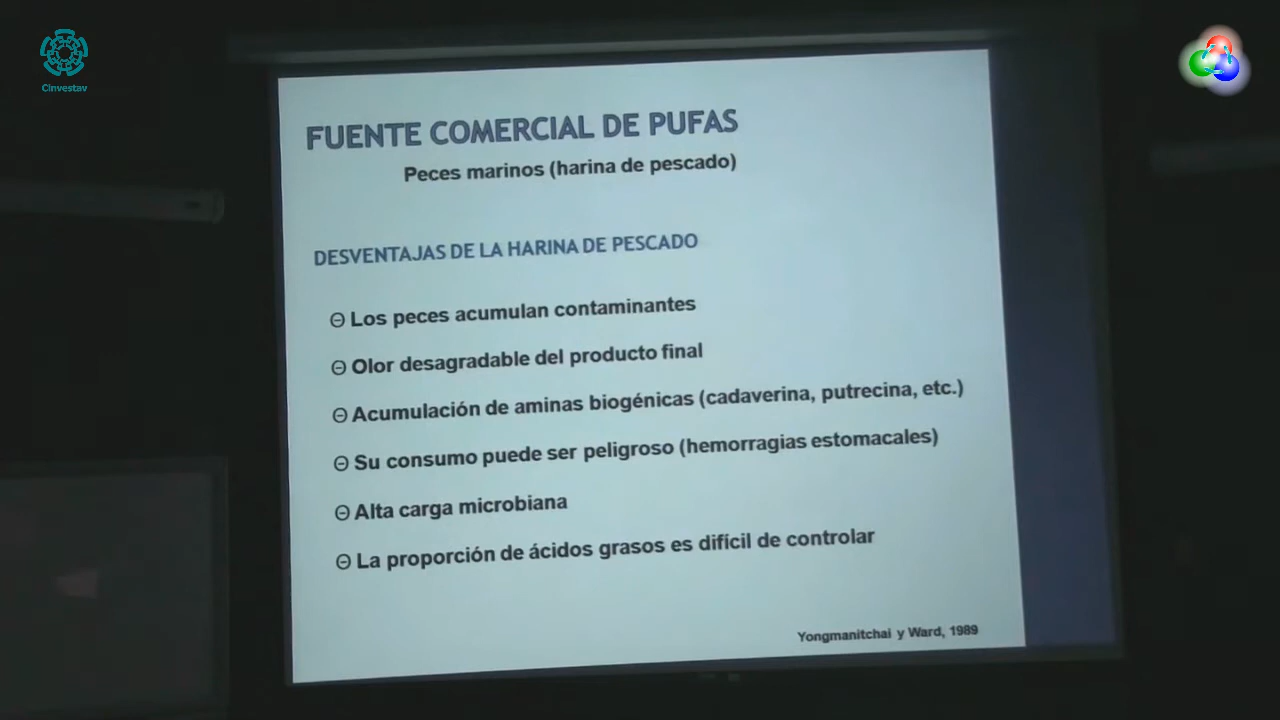 Cinvestav
FUENTE COMERCIAL DE PUFAS
Peces marinos (harina de pescado)
DESVENTAJAS DE LA HARINA DE PESCADO
Los peces acumulan contaminantes
Olor desagradable del producto final
Acumulación de aminas biogénicas (cadaverina, putrecina, etc.)
Su consumo puede ser peligroso (hemorragias estomacales)
Alta carga microbiana
La proporción de ácidos grasos es difícil de controlar
Yongmanitchai y Ward, 1989